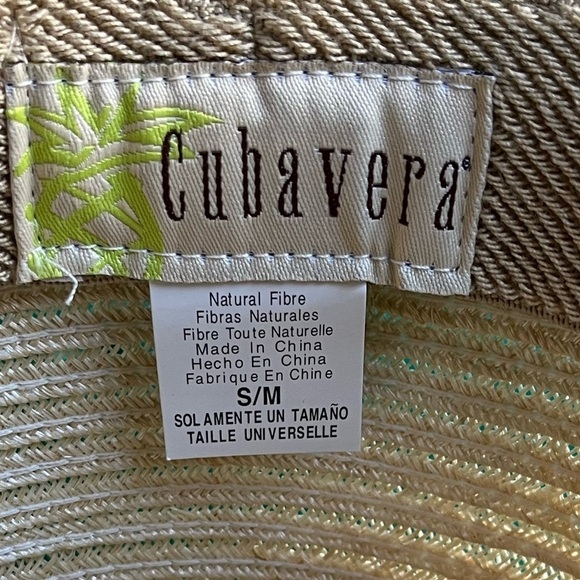 Cubavera®
Natural Fibre
Fibras Naturales
Fibre Toute Naturelle
Made In China
Hecho En China
Fabrique En Chine
S/M
SOLAMENTE UN TAMAÑO
TAILLE UNIVERSELLE